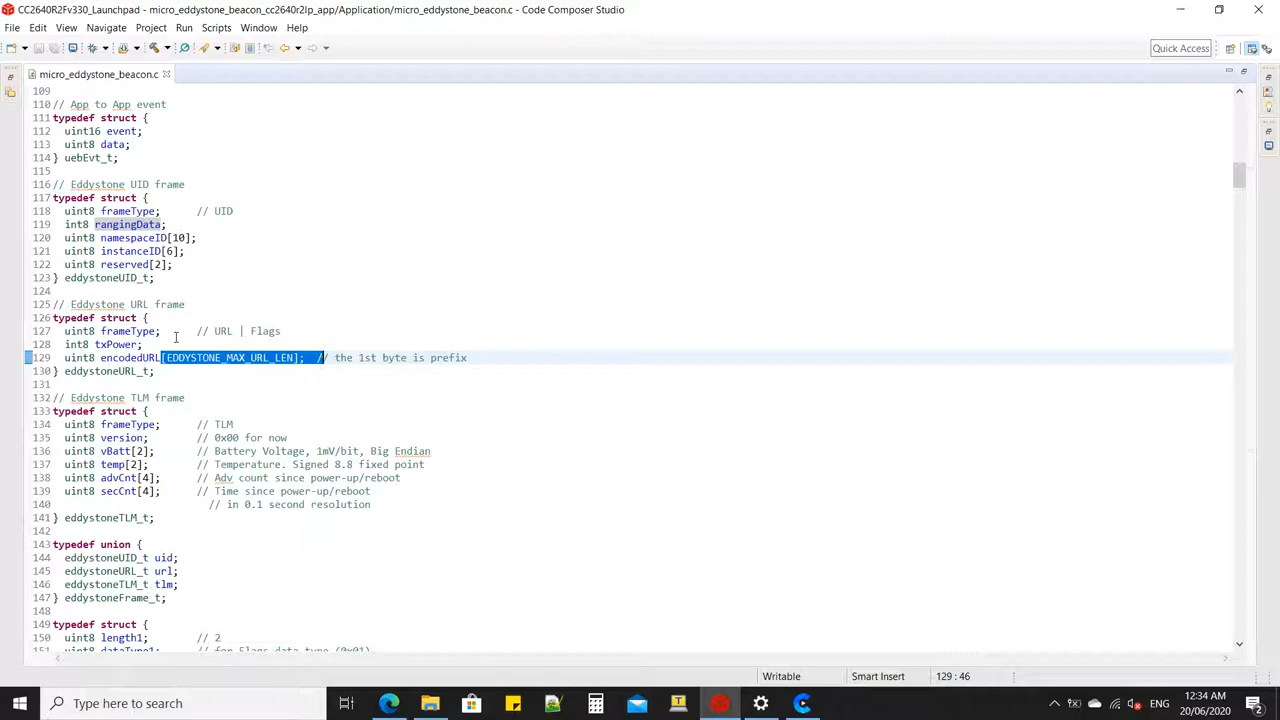 CC2640R2Fv330_Launchpad - micro_eddystone_beacon_cc2640r2lp_app/Application/micro_eddystone_beacon.c - Code Composer Studio
File Edit View Navigate Project Run Scripts Window Help
Quick Access
micro_eddystone_beacon.c
109
110 // App to App event
111 typedef struct {
112   uint16 event;
113   uint8 data;
114 } uebEvt_t;
115
116 // Eddystone UID frame
117 typedef struct {
118   uint8 frameType;      // UID
119   int8 rangingData;
120   uint8 namespaceID[10];
121   uint8 instanceID[6];
122   uint8 reserved[2];
123 } eddystoneUID_t;
124
125 // Eddystone URL frame
126 typedef struct {
127   uint8 frameType;      // URL | Flags
128   int8 txPower;
129   uint8 encodedURL[EDDYSTONE_MAX_URL_LEN];  // the 1st byte is prefix
130 } eddystoneURL_t;
131
132 // Eddystone TLM frame
133 typedef struct {
134   uint8 frameType;      // TLM
135   uint8 version;        // 0x00 for now
136   uint8 vBatt[2];       // Battery Voltage, 1mV/bit, Big Endian
137   uint8 temp[2];        // Temperature. Signed 8.8 fixed point
138   uint8 advCnt[4];      // Adv count since power-up/reboot
139   uint8 secCnt[4];      // Time since power-up/reboot
140                         // in 0.1 second resolution
141 } eddystoneTLM_t;
142
143 typedef union {
144   eddystoneUID_t uid;
145   eddystoneURL_t url;
146   eddystoneTLM_t tlm;
147 } eddystoneFrame_t;
148
149 typedef struct {
150   uint8 length1;        // 2
151   uint8 dataType1;      // for Flags data type (0x01)
Writable Smart Insert 129 : 46
Type here to search
12:34 AM
20/06/2020
2